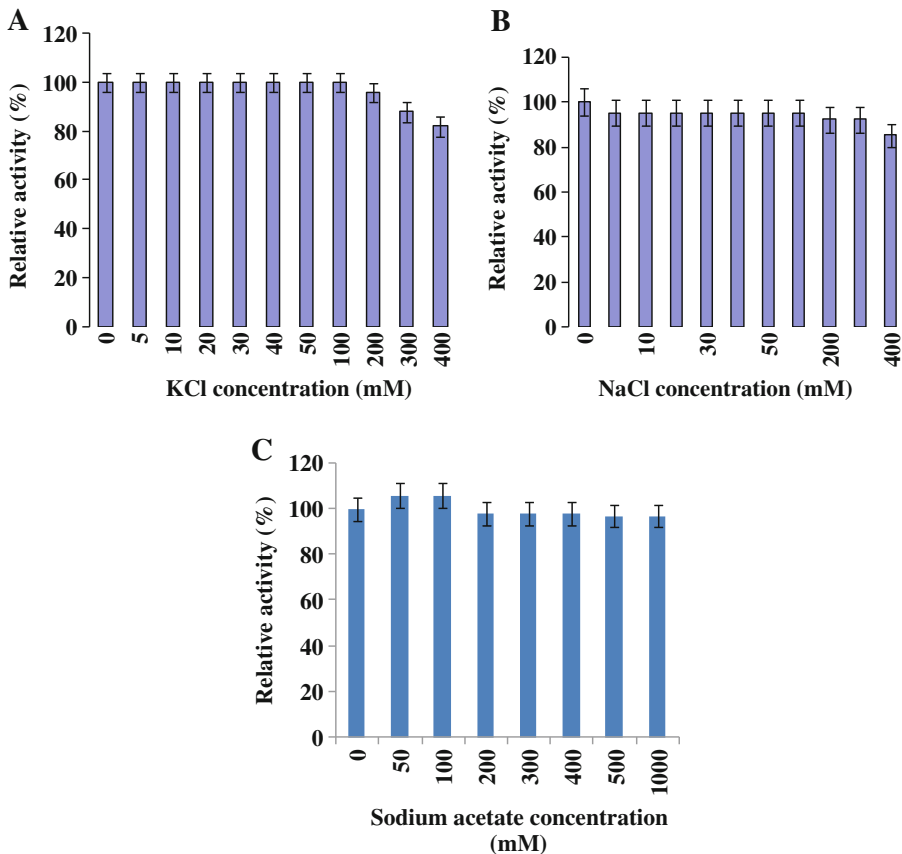 A
Relative activity (%)
120
100
80
60
40
20
0
0 5 10 20 30 40 50 100 200 300 400
KCl concentration (mM)
B
Relative activity (%)
120
100
80
60
40
20
0
0 10 30 50 200 400
NaCl concentration (mM)
C
Relative activity (%)
120
100
80
60
40
20
0
0 50 100 200 300 400 500 1000
Sodium acetate concentration
(mM)